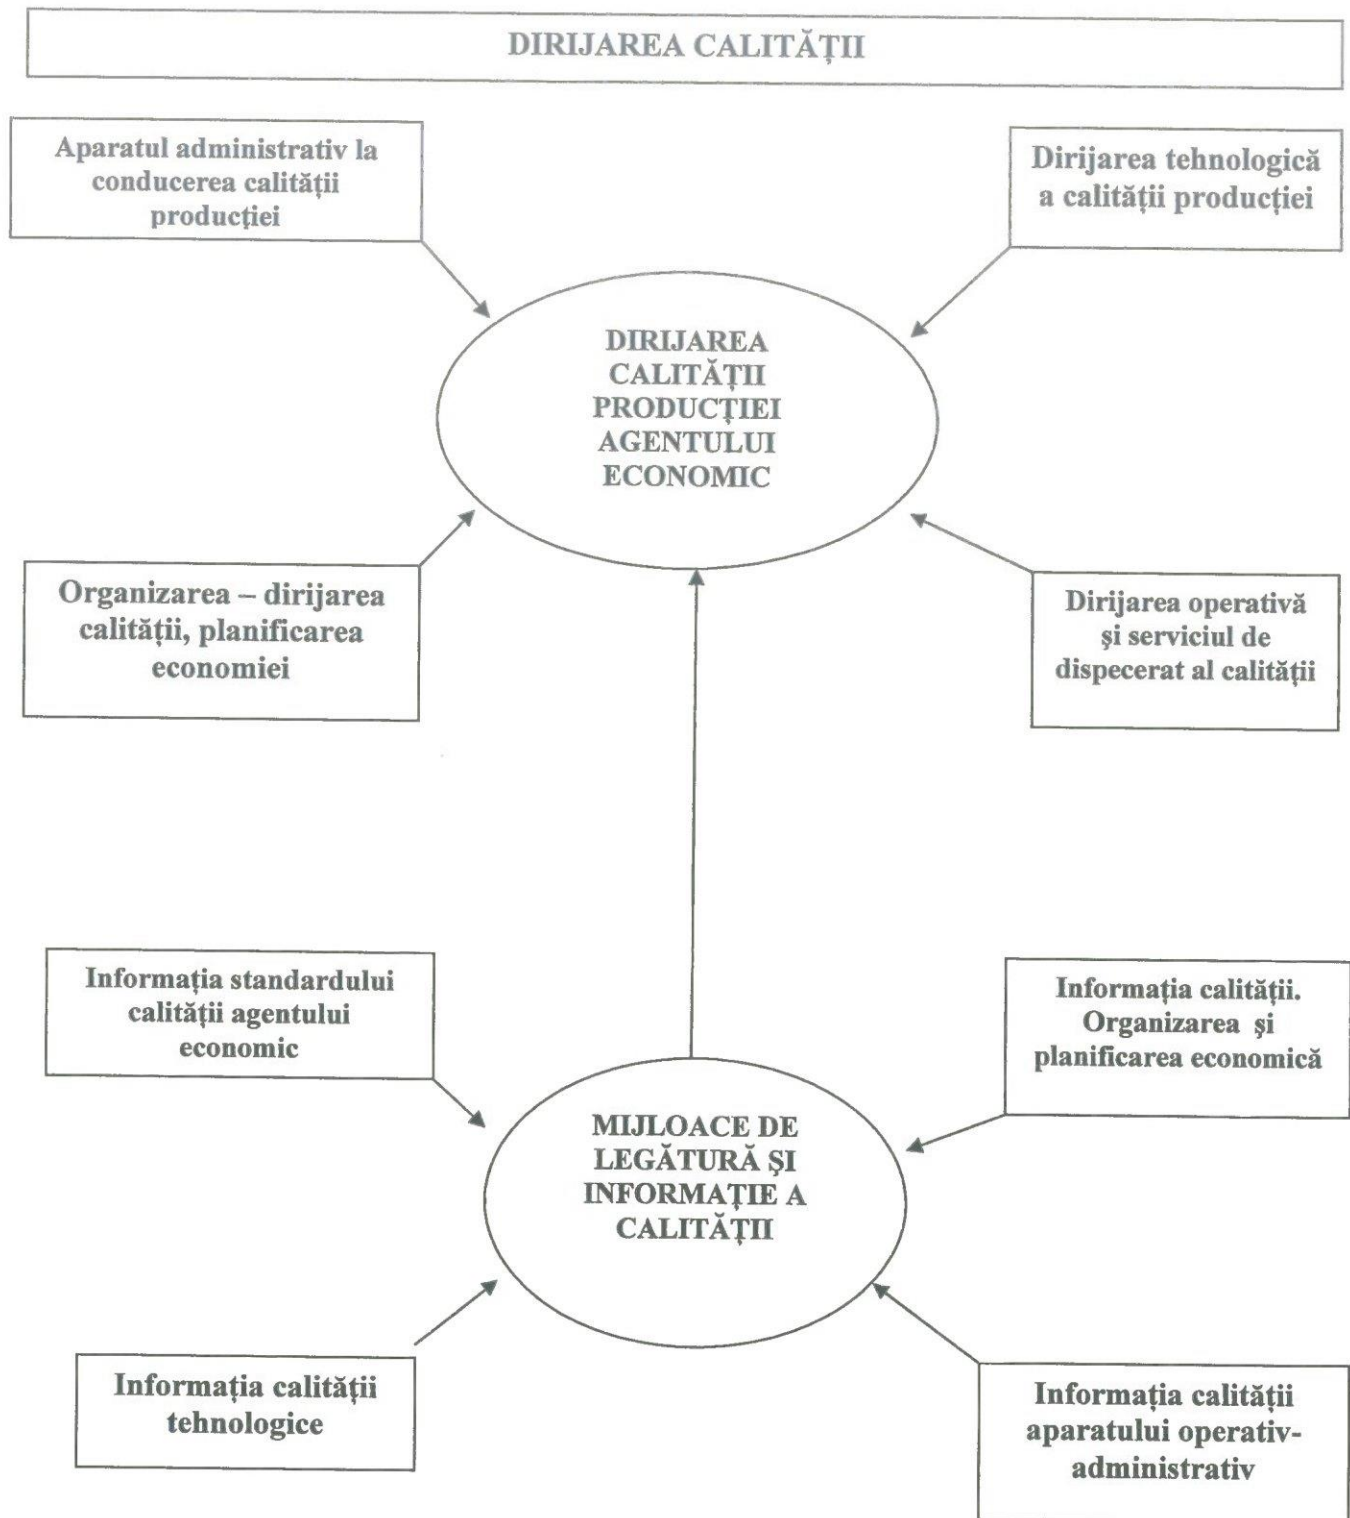 DIRIJAREA CALITĂȚII
Aparatul administrativ la
conducerea calității
producției
Dirijarea tehnologică
a calității producției
DIRIJAREA
CALITĂȚII
PRODUCȚIEI
AGENTULUI
ECONOMIC
Organizarea – dirijarea
calității, planificarea
economiei
Dirijarea operativă
și serviciul de
dispecerat al calității
Informația standardului
calității agentului
economic
Informația calității.
Organizarea și
planificarea economică
MIJLOACE DE
LEGĂTURĂ ȘI
INFORMAȚIE A
CALITĂȚII
Informația calității
tehnologice
Informația calității
aparatului operativ-
administrativ